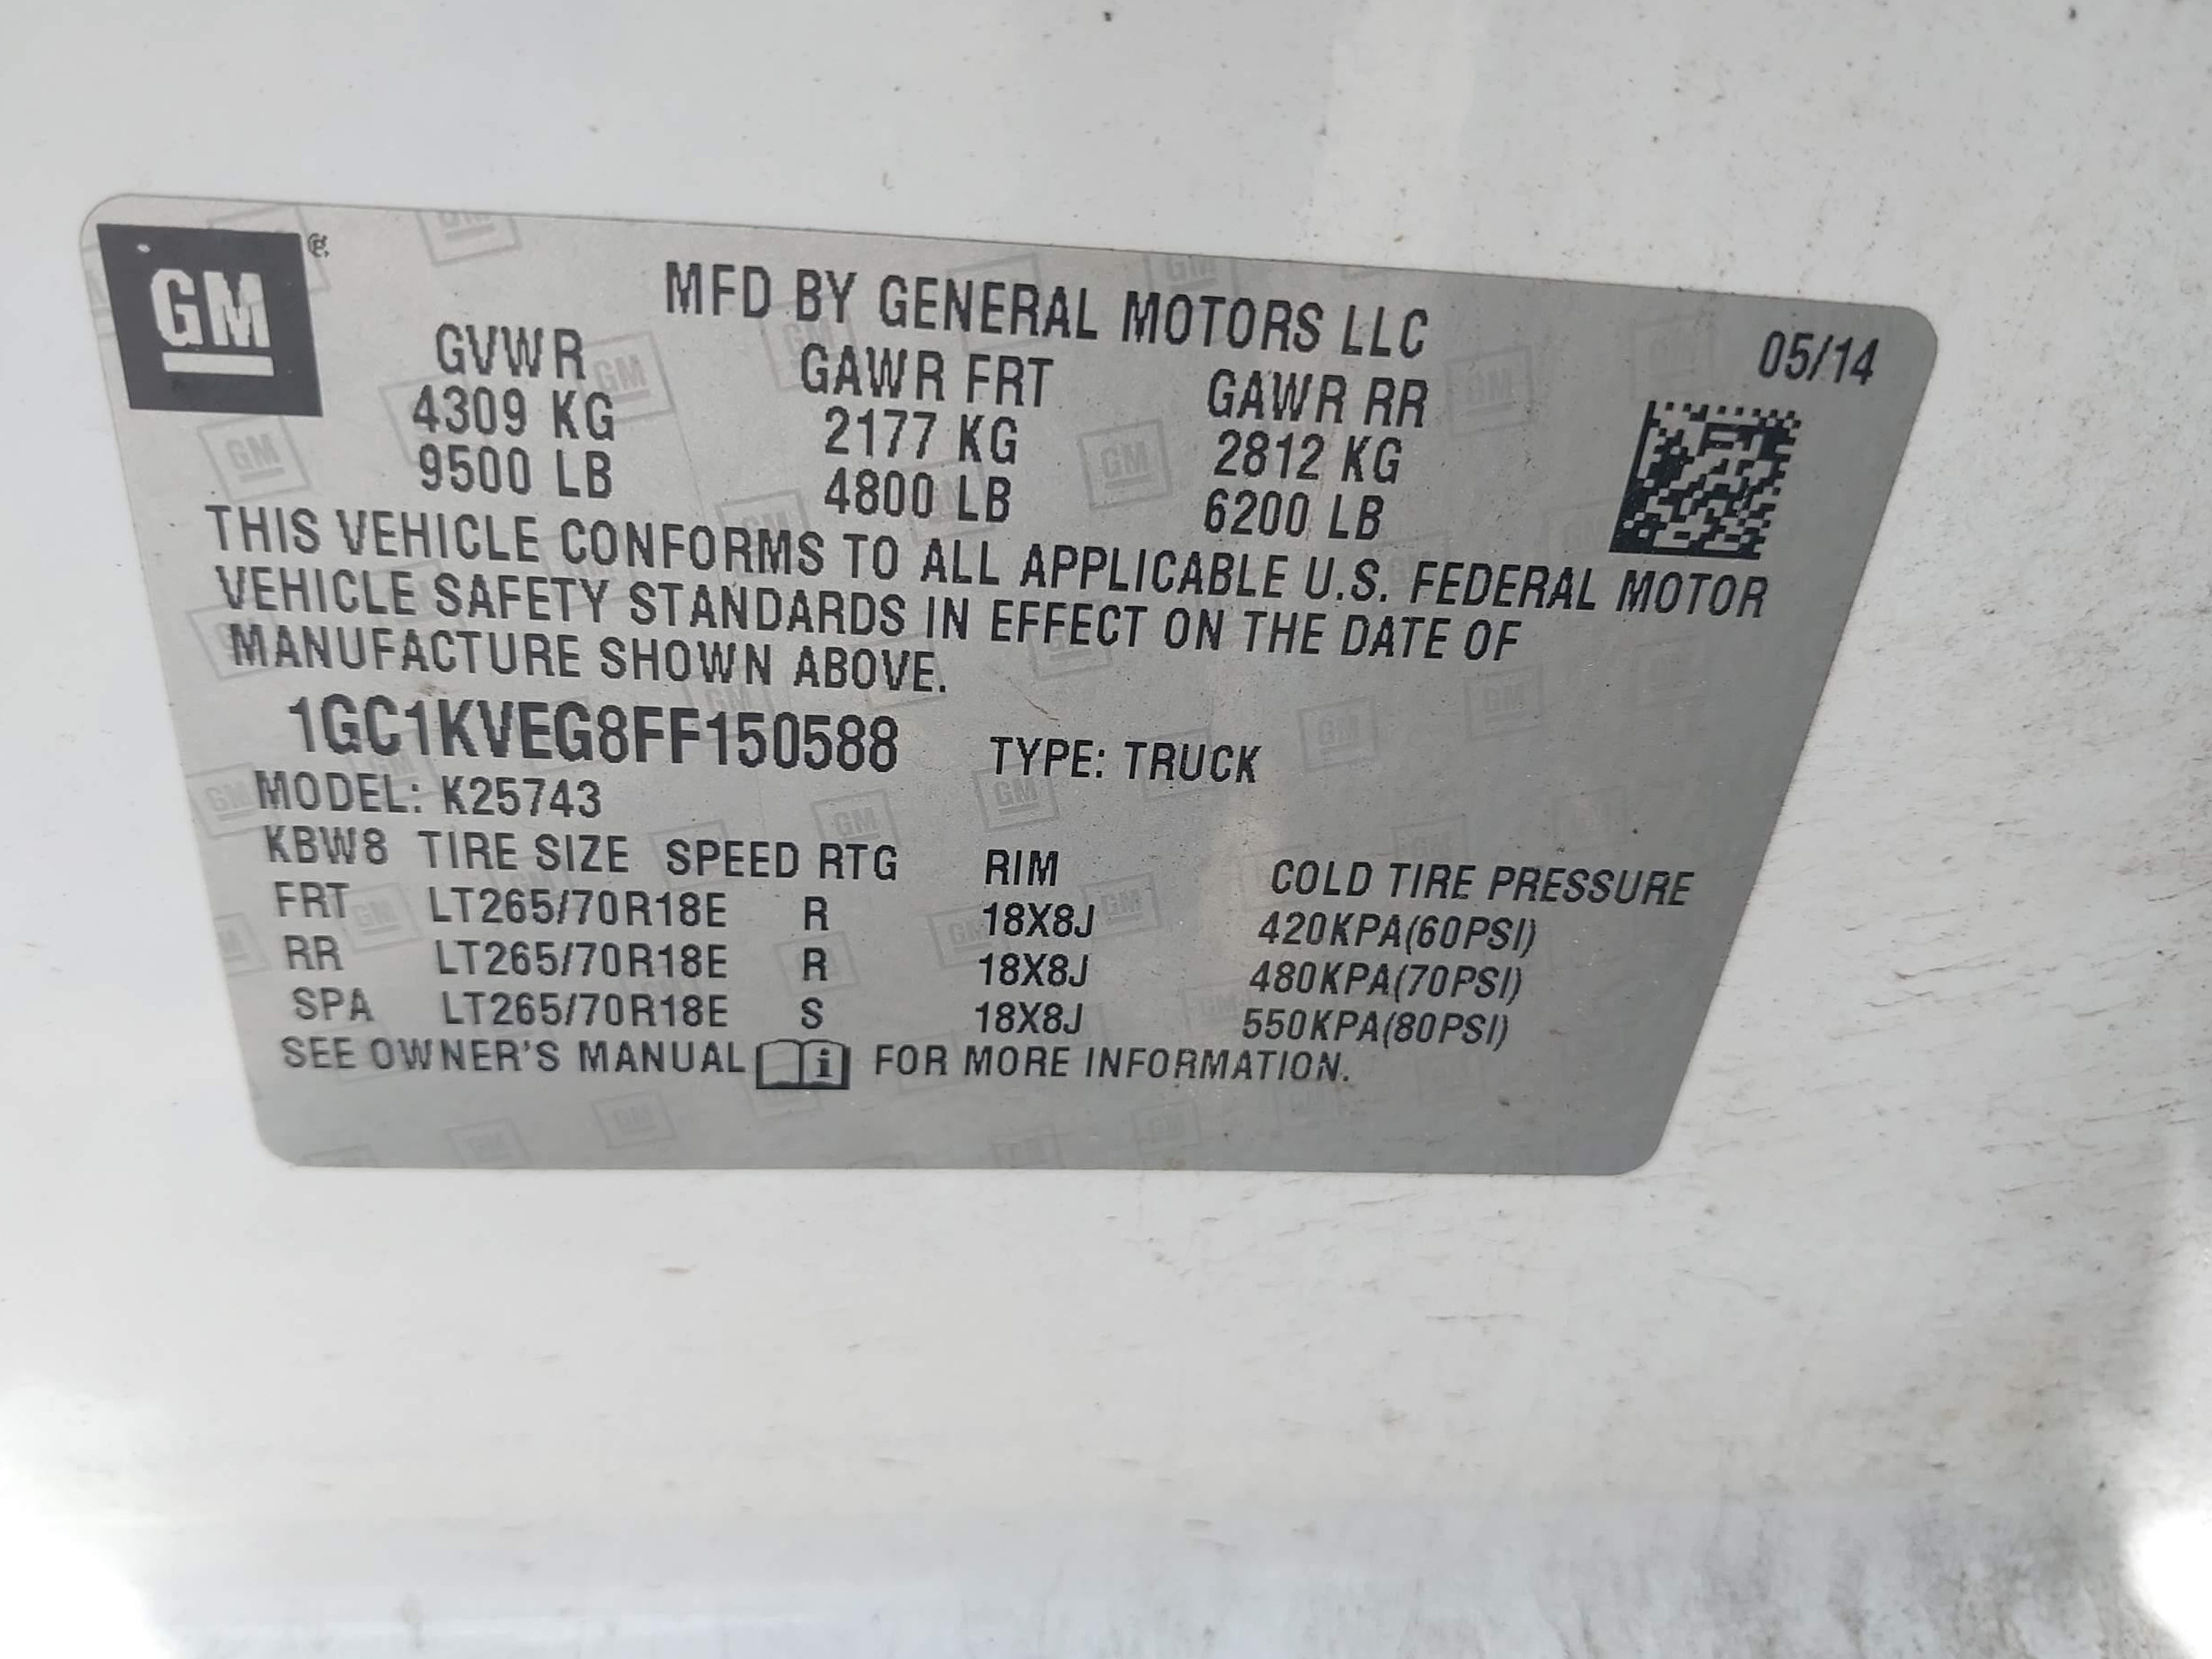 GM
MFD BY GENERAL MOTORS LLC
05/14
GVWR GAWR FRT GAWR RR
4309 KG 2177 KG 2812 KG
9500 LB 4800 LB 6200 LB
THIS VEHICLE CONFORMS TO ALL APPLICABLE U.S. FEDERAL MOTOR
VEHICLE SAFETY STANDARDS IN EFFECT ON THE DATE OF
MANUFACTURE SHOWN ABOVE.
1GC1KVEG8FF150588 TYPE: TRUCK
MODEL: K25743
KBW8 TIRE SIZE SPEED RTG RIM COLD TIRE PRESSURE
FRT LT265/70R18E R 18X8J 420KPA(60PSI)
RR LT265/70R18E R 18X8J 480KPA(70PSI)
SPA LT265/70R18E S 18X8J 550KPA(80PSI)
SEE OWNER'S MANUAL i FOR MORE INFORMATION.